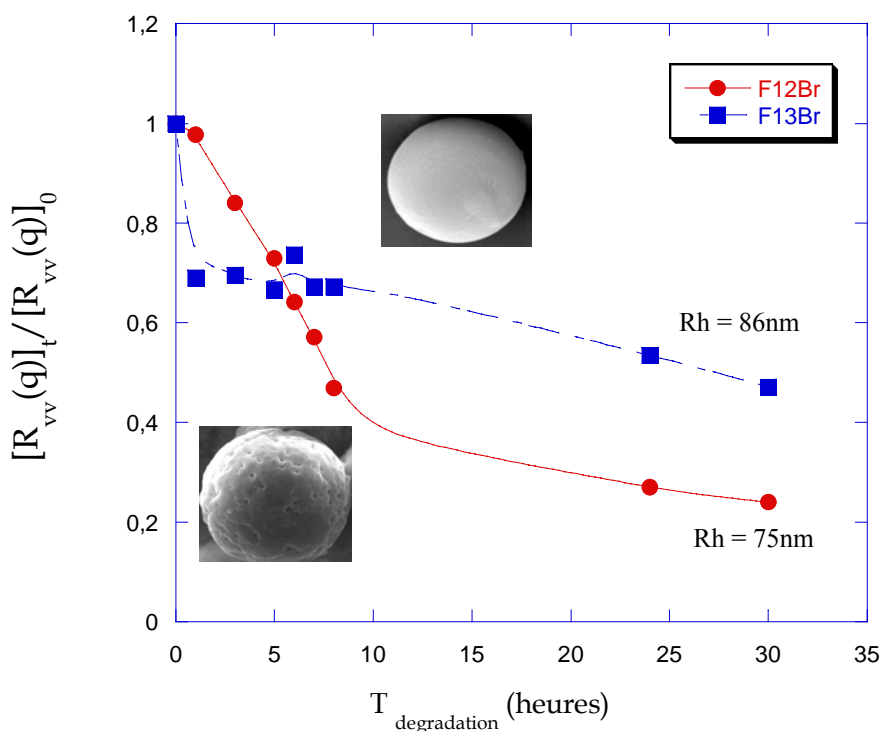 1,2
1
0,8
0,6
0,4
0,2
0
[R_vv(q)]_t/[R_vv(q)]_0
F12Br
F13Br
Rh = 86nm
Rh = 75nm
0 5 10 15 20 25 30 35
T_degradation (heures)